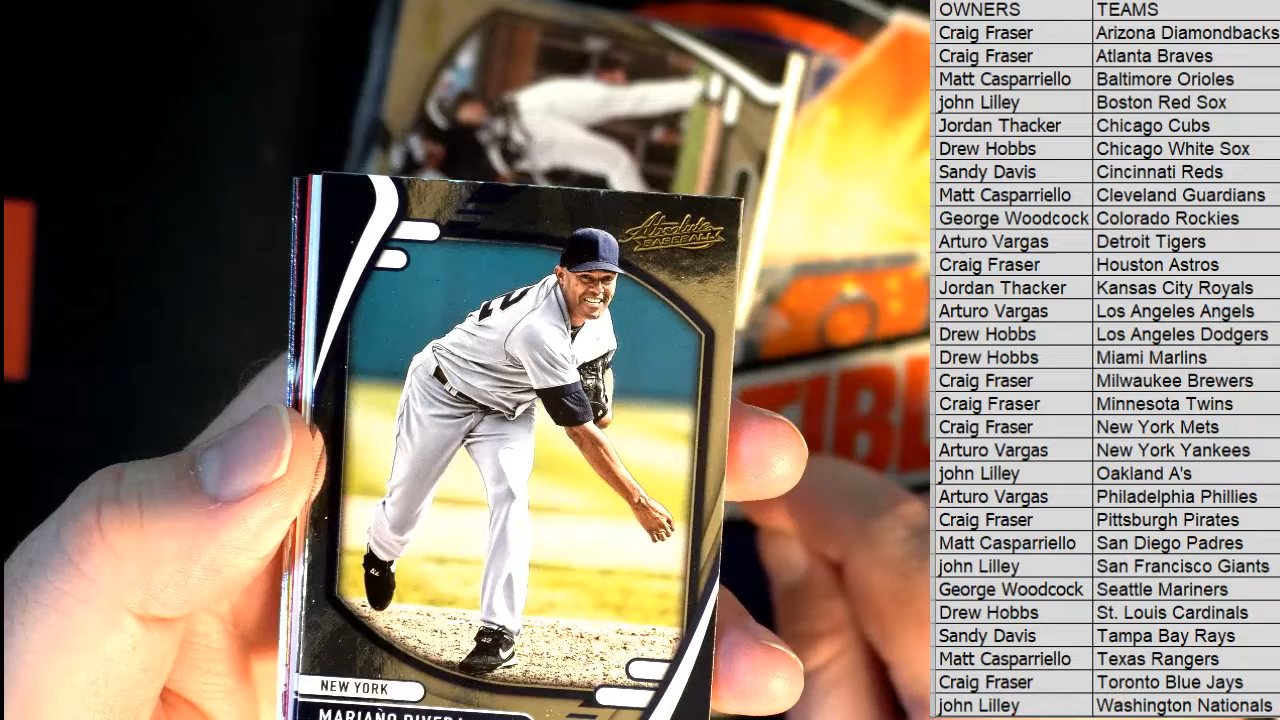 Absolute
BASEBALL
NEW YORK
MARIANO RIVERA
TIBL
OWNERS TEAMS
Craig Fraser Arizona Diamondbacks
Craig Fraser Atlanta Braves
Matt Casparriello Baltimore Orioles
john Lilley Boston Red Sox
Jordan Thacker Chicago Cubs
Drew Hobbs Chicago White Sox
Sandy Davis Cincinnati Reds
Matt Casparriello Cleveland Guardians
George Woodcock Colorado Rockies
Arturo Vargas Detroit Tigers
Craig Fraser Houston Astros
Jordan Thacker Kansas City Royals
Arturo Vargas Los Angeles Angels
Drew Hobbs Los Angeles Dodgers
Drew Hobbs Miami Marlins
Craig Fraser Milwaukee Brewers
Craig Fraser Minnesota Twins
Craig Fraser New York Mets
Arturo Vargas New York Yankees
john Lilley Oakland A's
Arturo Vargas Philadelphia Phillies
Craig Fraser Pittsburgh Pirates
Matt Casparriello San Diego Padres
john Lilley San Francisco Giants
George Woodcock Seattle Mariners
Drew Hobbs St. Louis Cardinals
Sandy Davis Tampa Bay Rays
Matt Casparriello Texas Rangers
Craig Fraser Toronto Blue Jays
john Lilley Washington Nationals